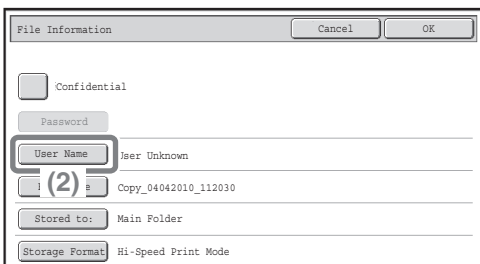 File Information Cancel OK
Confidential
Password
User Name User Unknown
(2) Copy_04042010_112030
Stored to: Main Folder
Storage Format Hi-Speed Print Mode